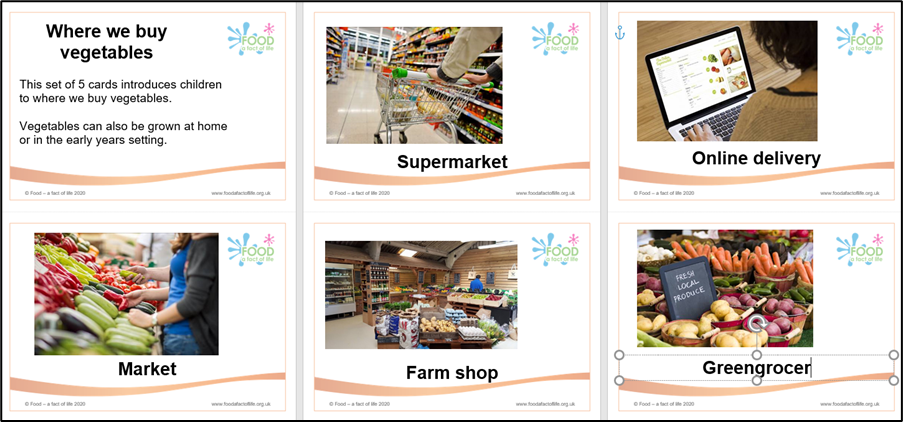 Where we buy
vegetables
This set of 5 cards introduces children
to where we buy vegetables.
Vegetables can also be grown at home
or in the early years setting.
FOOD
a fact of life
© Food – a fact of life 2020
www.foodafactoflife.org.uk
FOOD
a fact of life
Supermarket
© Food – a fact of life 2020
www.foodafactoflife.org.uk
FOOD
a fact of life
Online delivery
© Food – a fact of life 2020
www.foodafactoflife.org.uk
FOOD
a fact of life
Market
© Food – a fact of life 2020
www.foodafactoflife.org.uk
FOOD
a fact of life
Farm shop
© Food – a fact of life 2020
www.foodafactoflife.org.uk
FOOD
a fact of life
FRESH
LOCAL
PRODUCE
Greengrocer
© Food – a fact of life 2020
www.foodafactoflife.org.uk